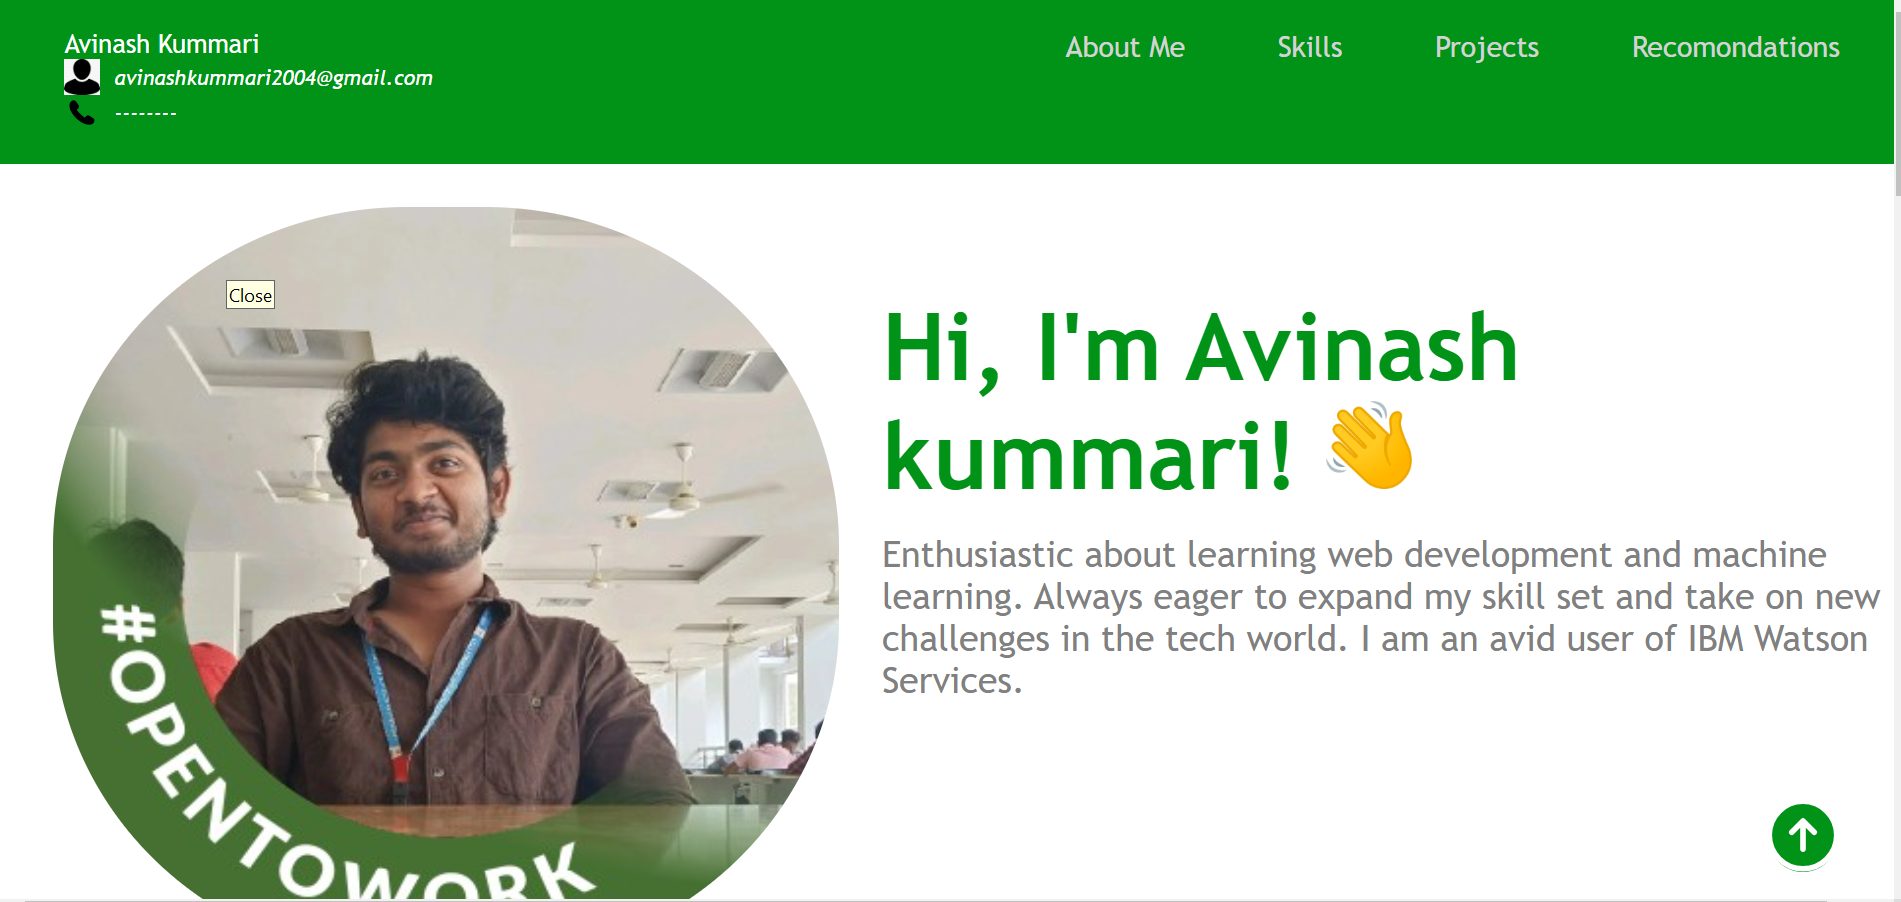 Avinash Kummari
avinashkummari2004@gmail.com
--------
About Me Skills Projects Recomondations
Close
#OPENTOWORK
Hi, I'm Avinash
kummari! 👋
Enthusiastic about learning web development and machine
learning. Always eager to expand my skill set and take on new
challenges in the tech world. I am an avid user of IBM Watson
Services.